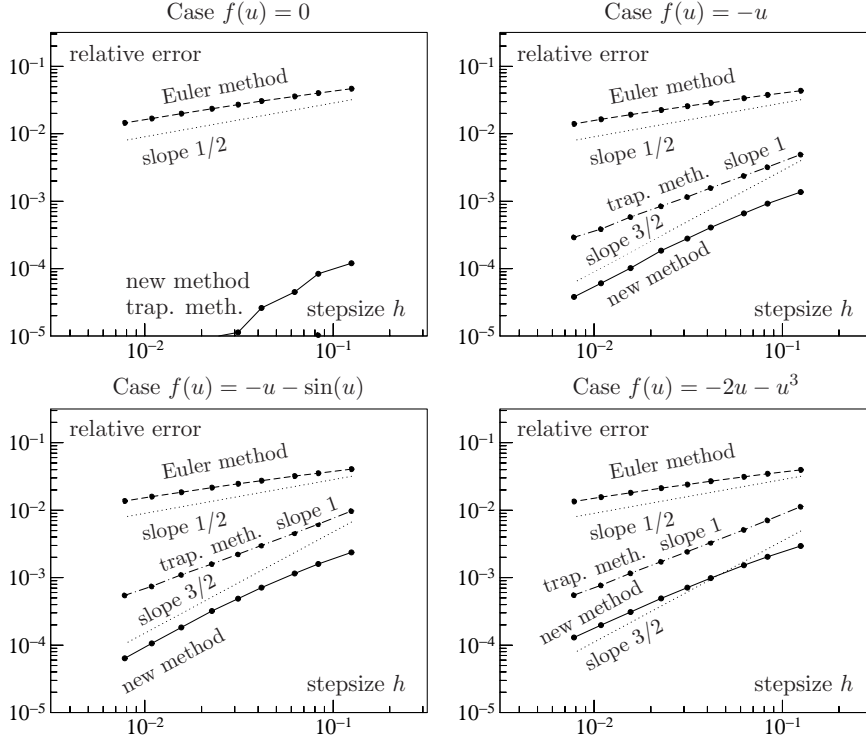 Case f(u) = 0
relative error
10⁻¹
10⁻²
10⁻³
10⁻⁴
10⁻⁵
Euler method
slope 1/2
new method
trap. meth.
stepsize h
10⁻² 10⁻¹
Case f(u) = −u
relative error
10⁻¹
10⁻²
10⁻³
10⁻⁴
10⁻⁵
Euler method
slope 1/2
trap. meth. slope 1
slope 3/2
new method
stepsize h
10⁻² 10⁻¹
Case f(u) = −u − sin(u)
relative error
10⁻¹
10⁻²
10⁻³
10⁻⁴
10⁻⁵
Euler method
slope 1/2
trap. meth. slope 1
slope 3/2
new method
stepsize h
10⁻² 10⁻¹
Case f(u) = −2u − u³
relative error
10⁻¹
10⁻²
10⁻³
10⁻⁴
10⁻⁵
Euler method
slope 1/2
trap. meth. slope 1
new method
slope 3/2
stepsize h
10⁻² 10⁻¹